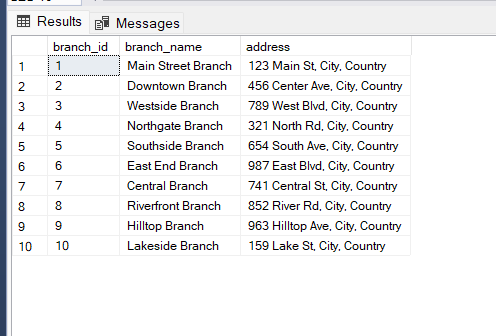 Results Messages
branch_id branch_name address
1 1 Main Street Branch 123 Main St, City, Country
2 2 Downtown Branch 456 Center Ave, City, Country
3 3 Westside Branch 789 West Blvd, City, Country
4 4 Northgate Branch 321 North Rd, City, Country
5 5 Southside Branch 654 South Ave, City, Country
6 6 East End Branch 987 East Blvd, City, Country
7 7 Central Branch 741 Central St, City, Country
8 8 Riverfront Branch 852 River Rd, City, Country
9 9 Hilltop Branch 963 Hilltop Ave, City, Country
10 10 Lakeside Branch 159 Lake St, City, Country